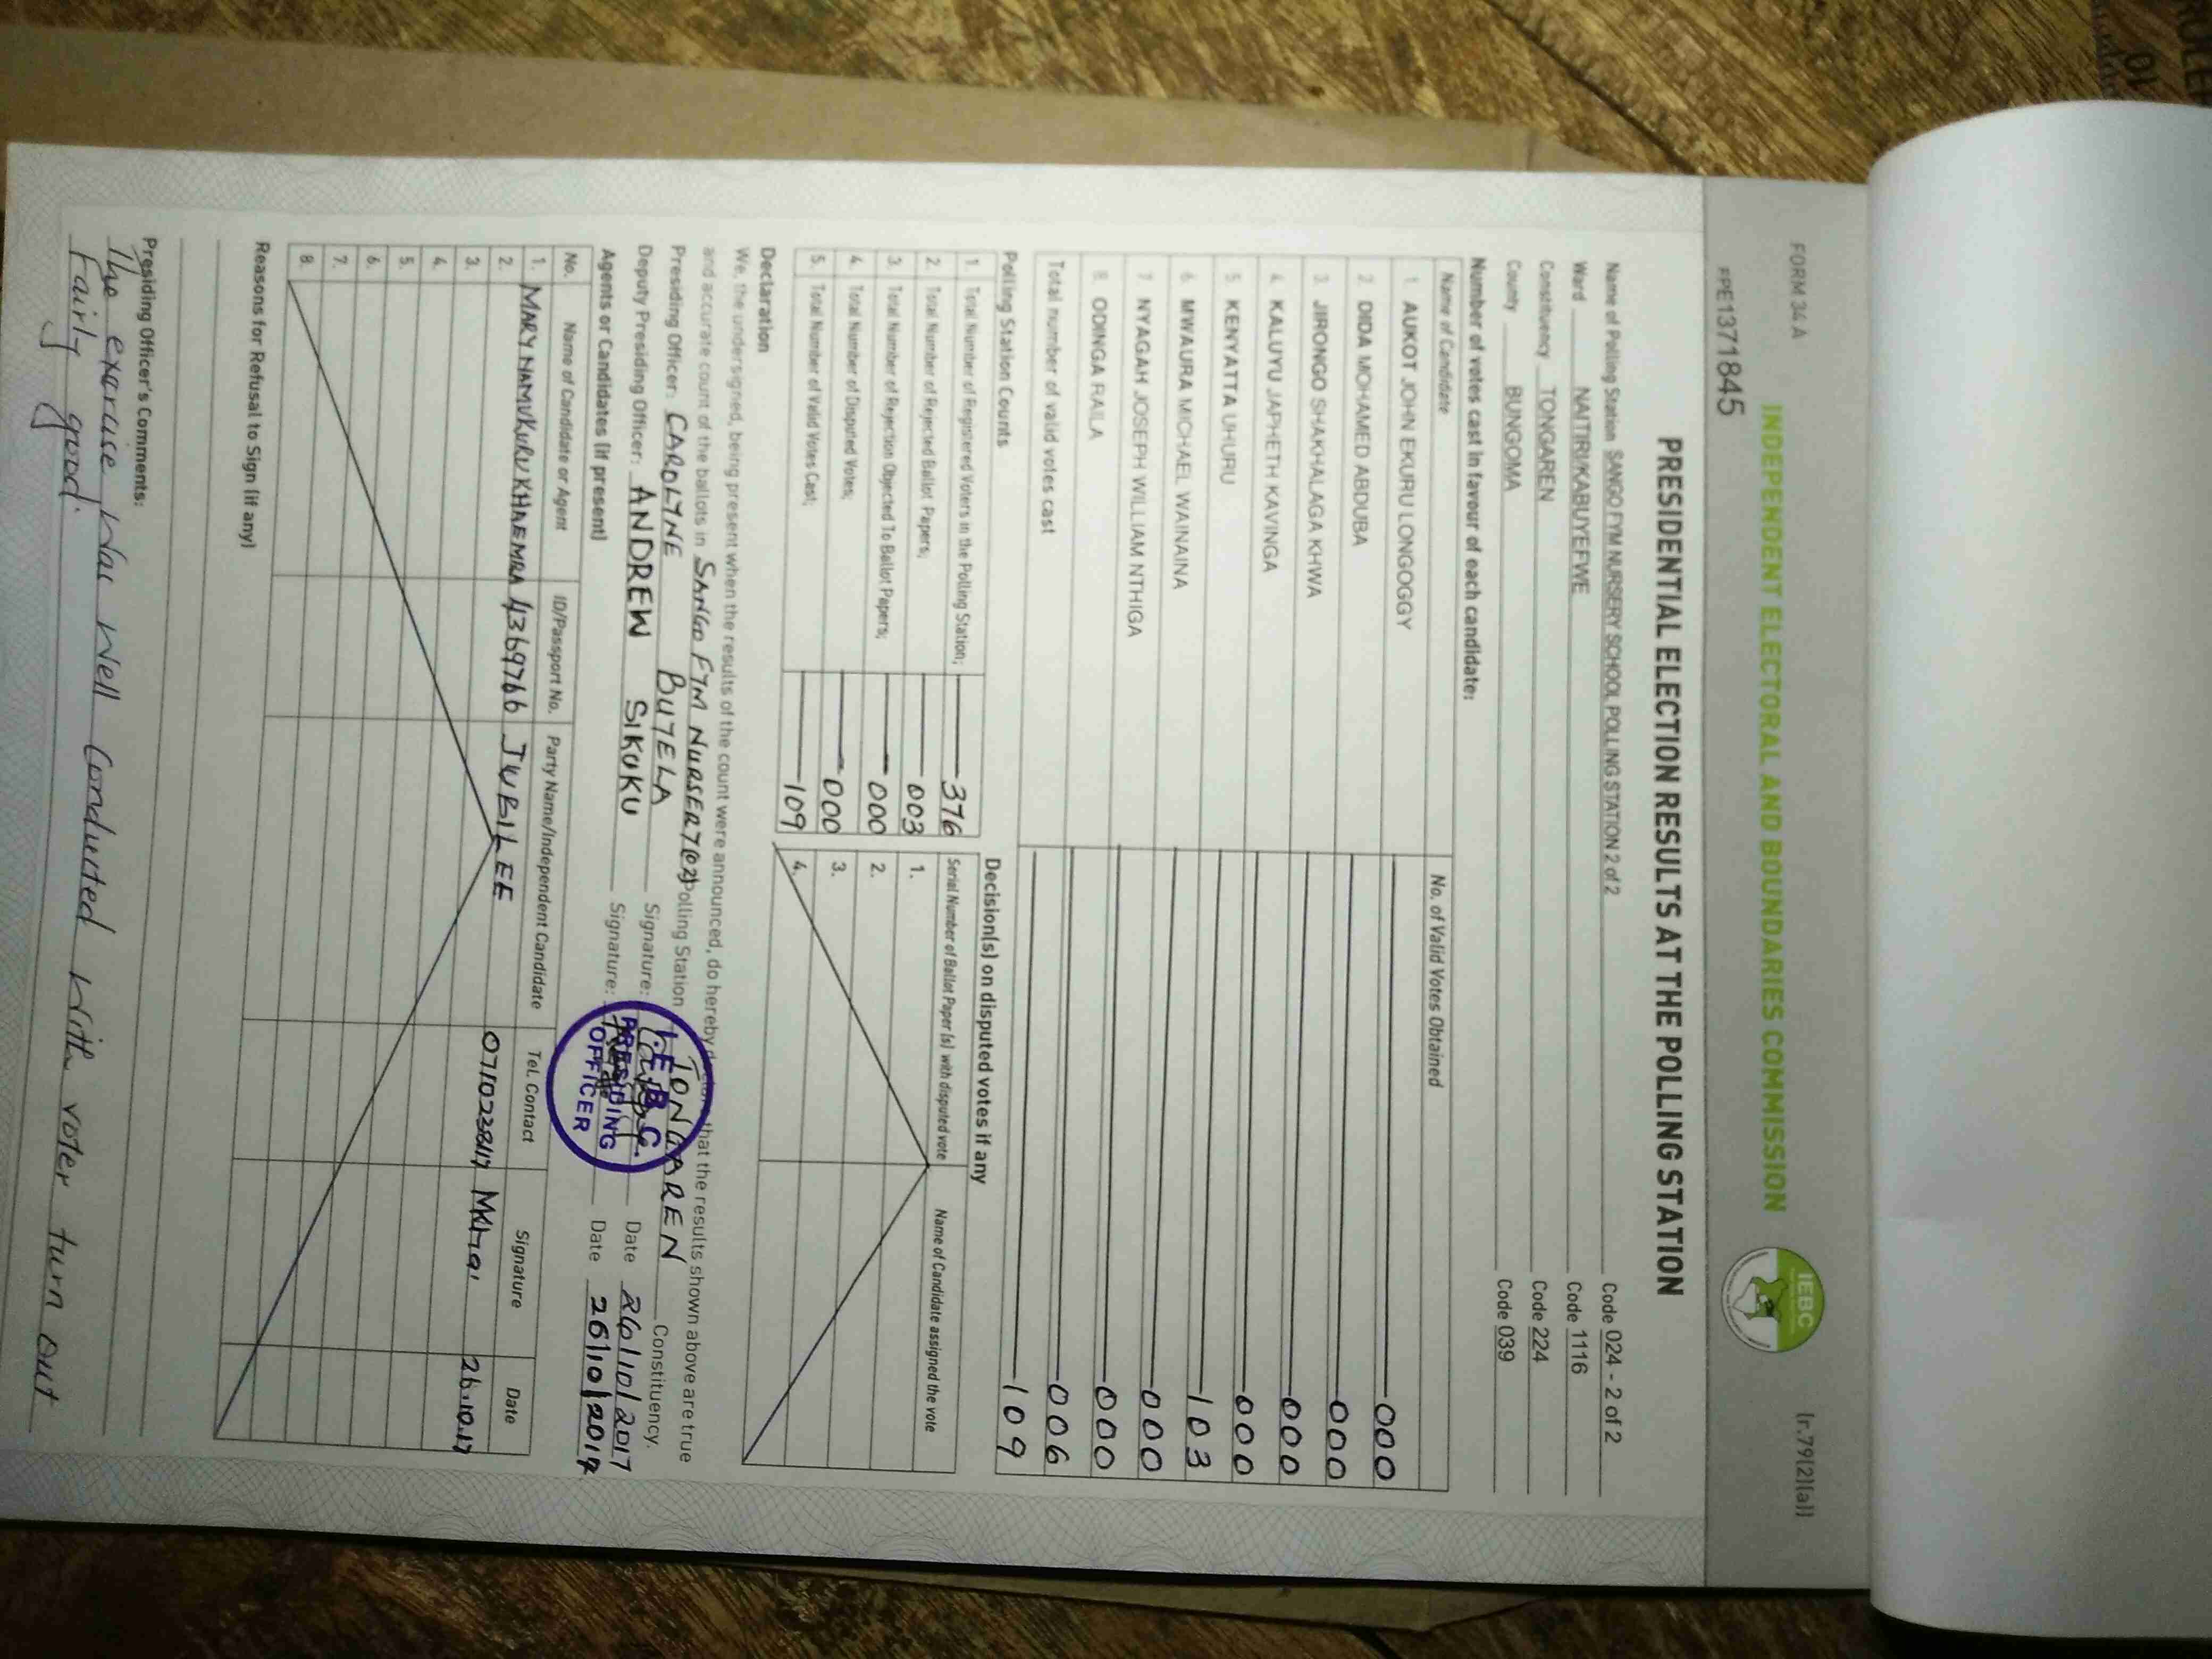 FORM 34 A
(r.79(2)(a))
INDEPENDENT ELECTORAL AND BOUNDARIES COMMISSION
IEBC
PPE1371845
PRESIDENTIAL ELECTION RESULTS AT THE POLLING STATION
Name of Polling Station SANGO FYM NURSERY SCHOOL POLLING STATION 2 of 2 Code 024 - 2 of 2
Ward NAITIRI/KABUYEFWE Code 1116
Constituency TONGAREN Code 224
County BUNGOMA Code 039
Number of votes cast in favour of each candidate:
Name of Candidate No. of Valid Votes Obtained
1. AUKOT JOHN EKURU LONGOGGY 000
2. DIDA MOHAMED ABDUBA 000
3. JIRONGO SHAKHALAGA KHWA 000
4. KALUYU JAPHETH KAVINGA 000
5. KENYATTA UHURU 103
6. MWAURA MICHAEL WAINAINA 000
7. NYAGAH JOSEPH WILLIAM NTHIGA 000
8. ODINGA RAILA 006
Total number of valid votes cast 109
Polling Station Counts
1. Total Number of Registered Voters in the Polling Station; 376
2. Total Number of Rejected Ballot Papers; 003
3. Total Number of Rejection Objected To Ballot Papers; 000
4. Total Number of Disputed Votes; 000
5. Total Number of Valid Votes Cast; 109
Decision(s) on disputed votes if any
Serial Number of Ballot Paper (s) with disputed vote Name of Candidate assigned the vote
1.
2.
3.
4.
Declaration
We, the undersigned, being present when the results of the count were announced, do hereby that the results shown above are true
and accurate count of the ballots in SANGO FYM NURSERY(@2) Polling Station TONGAREN Constituency.
Presiding Officer: CAROLYNE BUTELA Signature: Date 26/10/2017
Deputy Presiding Officer: ANDREW SIKUKU Signature: Date 26/10/2017
I.E.B.C.
PRESIDING
OFFICER
Agents or Candidates (if present)
No. Name of Candidate or Agent ID/Passport No. Party Name/Independent Candidate Tel. Contact Signature Date
1. MARY NAMUKURU KHAEMBA 4369766 JUBILEE 0710238117 26.10.17
2.
3.
4.
5.
6.
7.
8.
Reasons for Refusal to Sign (if any)
Presiding Officer's Comments:
The exercise was well Conducted with voter turn out
Fairly good.